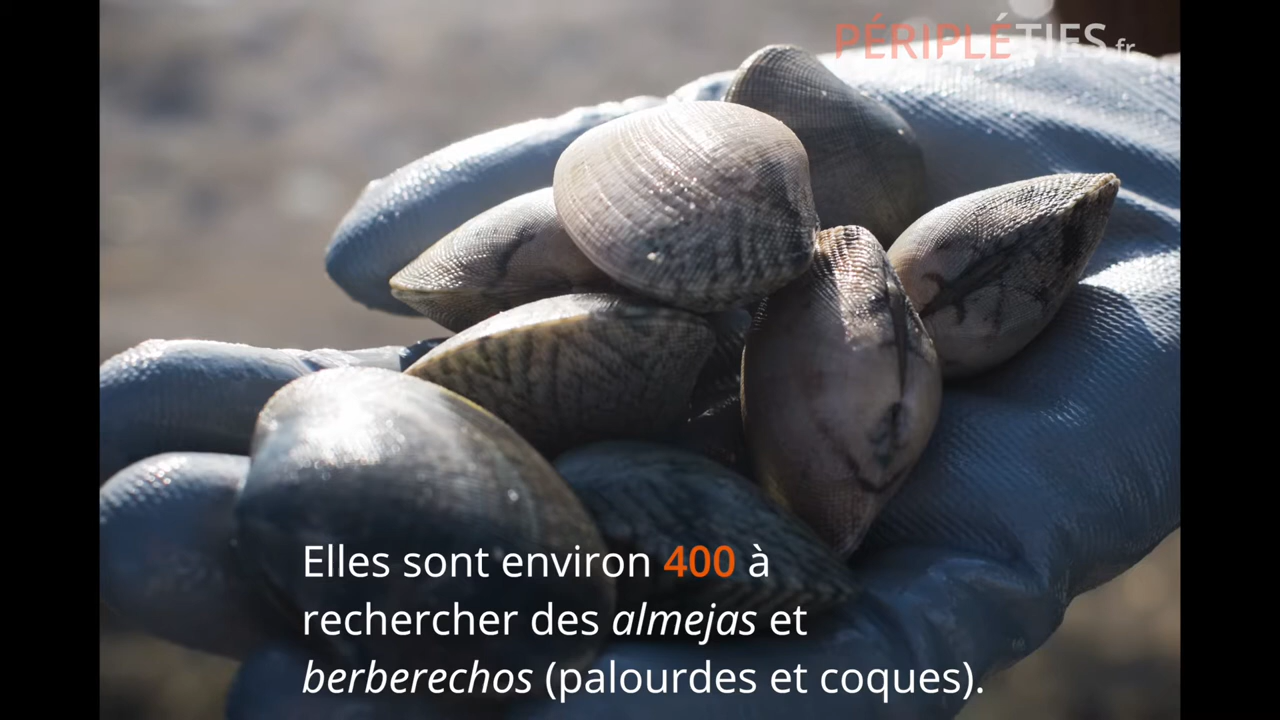 PÉRIPLÉTIES.fr
Elles sont environ 400 à
rechercher des almejas et
berberechos (palourdes et coques).